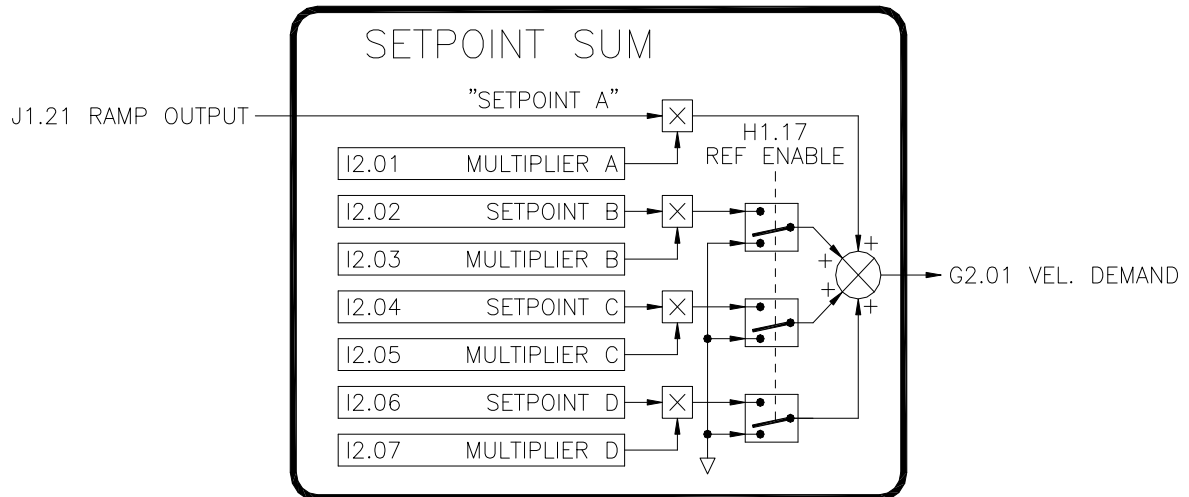 SETPOINT SUM
"SETPOINT A"
J1.21 RAMP OUTPUT
H1.17
REF ENABLE
I2.01 MULTIPLIER A
I2.02 SETPOINT B
I2.03 MULTIPLIER B
I2.04 SETPOINT C
I2.05 MULTIPLIER C
I2.06 SETPOINT D
I2.07 MULTIPLIER D
+
+
+
+
G2.01 VEL. DEMAND